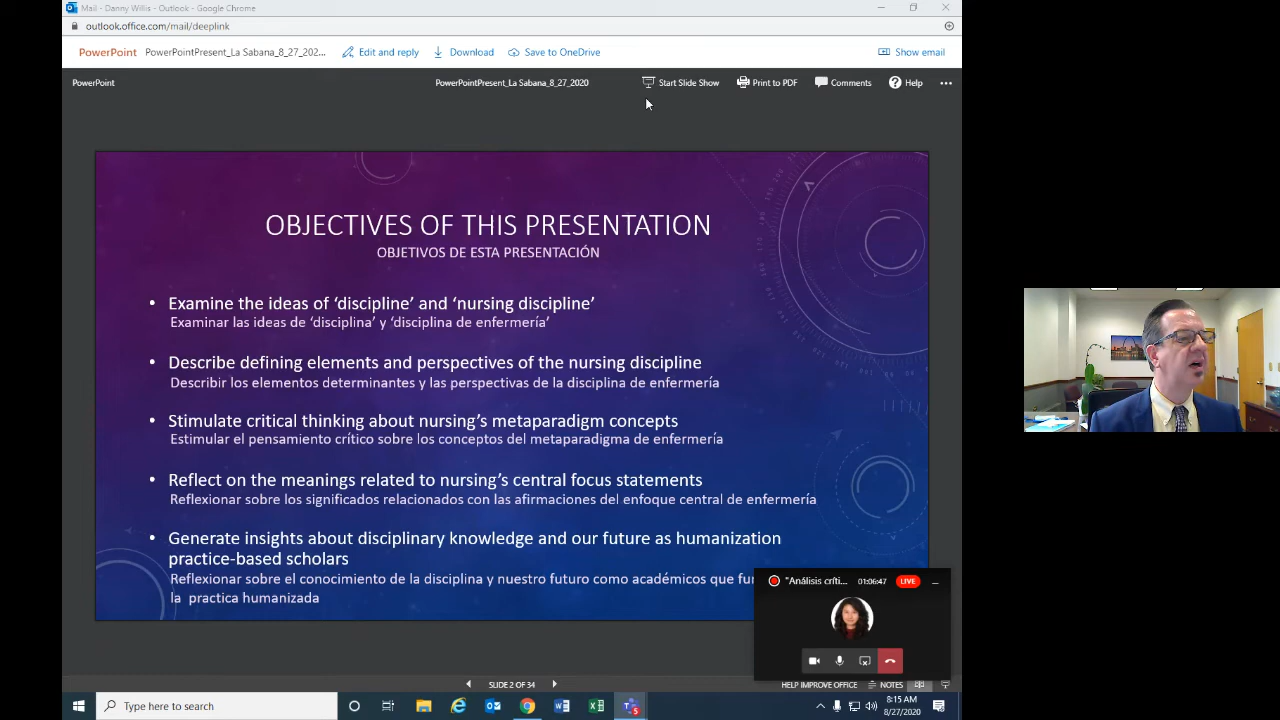 Mail - Danny Willis - Outlook - Google Chrome
outlook.office.com/mail/deeplink
PowerPoint PowerPointPresent_La Sabana_8_27_202... Edit and reply Download Save to OneDrive Show email
PowerPoint PowerPointPresent_La Sabana_8_27_2020 Start Slide Show Print to PDF Comments Help
OBJECTIVES OF THIS PRESENTATION
OBJETIVOS DE ESTA PRESENTACIÓN
• Examine the ideas of ‘discipline’ and ‘nursing discipline’
Examinar las ideas de ‘disciplina’ y ‘disciplina de enfermería’
• Describe defining elements and perspectives of the nursing discipline
Describir los elementos determinantes y las perspectivas de la disciplina de enfermería
• Stimulate critical thinking about nursing’s metaparadigm concepts
Estimular el pensamiento crítico sobre los conceptos del metaparadigma de enfermería
• Reflect on the meanings related to nursing’s central focus statements
Reflexionar sobre los significados relacionados con las afirmaciones del enfoque central de enfermería
• Generate insights about disciplinary knowledge and our future as humanization
practice-based scholars
Reflexionar sobre el conocimiento de la disciplina y nuestro futuro como académicos que
la practica humanizada
"Análisis críti... 01:06:47 LIVE
SLIDE 2 OF 34 HELP IMPROVE OFFICE NOTES
Type here to search
8:15 AM
8/27/2020